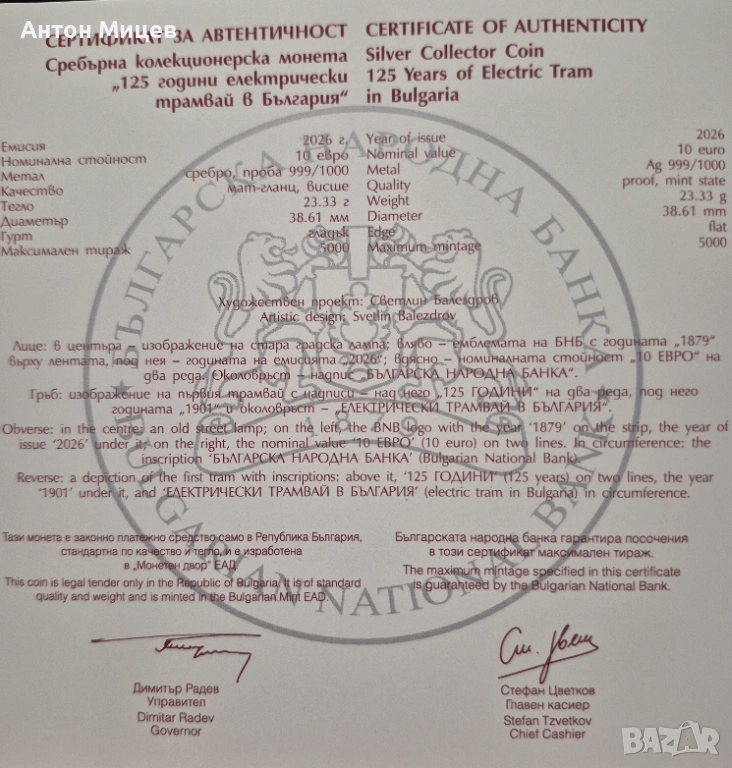 Антон Мицев
СЕРТИФИКАТ ЗА АВТЕНТИЧНОСТ
Сребърна колекционерска монета
„125 години електрически
трамвай в България“
CERTIFICATE OF AUTHENTICITY
Silver Collector Coin
125 Years of Electric Tram
in Bulgaria
Емисия 2026 г.
Номинална стойност 10 евро
Метал сребро, проба 999/1000
Качество мат-гланц, висше
Тегло 23.33 г
Диаметър 38.61 мм
Гурт гладък
Максимален тираж 5000
Year of issue 2026
Nominal value 10 euro
Metal Ag 999/1000
Quality proof, mint state
Weight 23.33 g
Diameter 38.61 mm
Edge flat
Maximum mintage 5000
Художествен проект: Светлин Балездров
Artistic design: Svetlin Balezdrov
Лице: в центъра – изображение на стара градска лампа; вляво – емблемата на БНБ с годината „1879“
върху лентата, под нея – годината на емисията „2026“; вдясно – номиналната стойност „10 ЕВРО“ на
два реда. Околовръст – надпис „БЪЛГАРСКА НАРОДНА БАНКА“.
Гръб: изображение на първия трамвай с надписи – над него „125 ГОДИНИ“ на два реда, под него
годината „1901“ и околовръст – „ЕЛЕКТРИЧЕСКИ ТРАМВАЙ В БЪЛГАРИЯ“.
Obverse: in the centre: an old street lamp; on the left, the BNB logo with the year '1879' on the strip, the year of
issue '2026' under it; on the right, the nominal value '10 ЕВРО' (10 euro) on two lines. In circumference: the
inscription 'БЪЛГАРСКА НАРОДНА БАНКА' (Bulgarian National Bank).
Reverse: a depiction of the first tram with inscriptions: above it, '125 ГОДИНИ' (125 years) on two lines, the year
'1901' under it, and 'ЕЛЕКТРИЧЕСКИ ТРАМВАЙ В БЪЛГАРИЯ' (electric tram in Bulgaria) in circumference.
Тази монета е законно платежно средство само в Република България,
стандартна по качество и тегло, и е изработена
в „Монетен двор“ ЕАД.
This coin is legal tender only in the Republic of Bulgaria. It is of standard
quality and weight and is minted in the Bulgarian Mint EAD.
Българската народна банка гарантира посочения
в този сертификат максимален тираж.
The maximum mintage specified in this certificate
is guaranteed by the Bulgarian National Bank.
Димитър Радев
Управител
Dimitar Radev
Governor
Стефан Цветков
Главен касиер
Stefan Tzvetkov
Chief Cashier
БЪЛГАРСКА НАРОДНА БАНКА
BULGARIAN NATIONAL BANK
1879
BAZAR